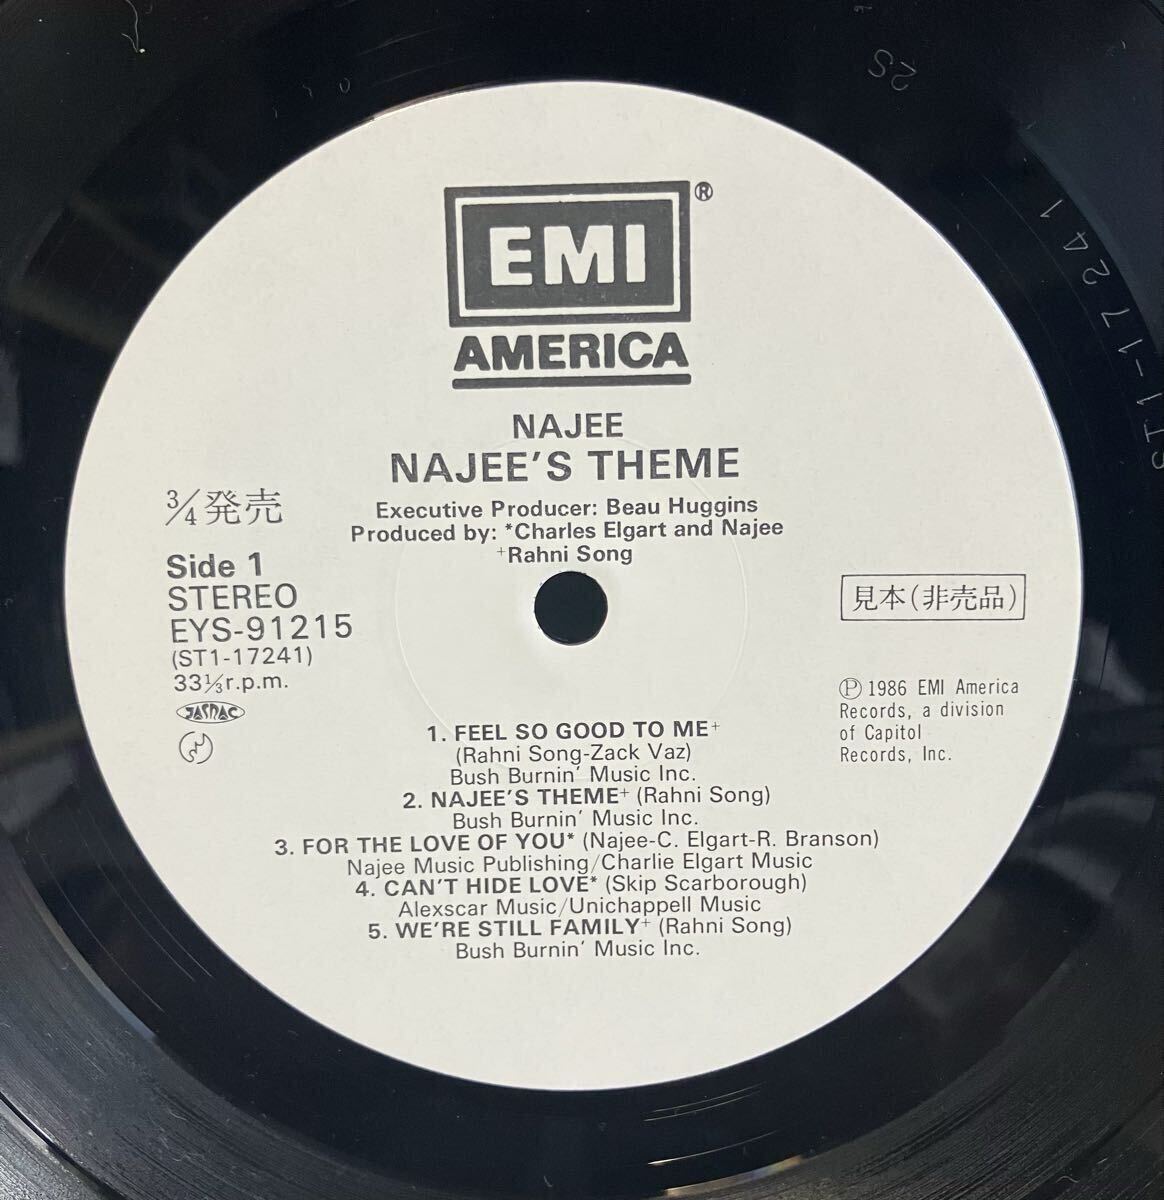 EMI®
AMERICA
NAJEE
NAJEE'S THEME
Executive Producer: Beau Huggins
Produced by: *Charles Elgart and Najee
+Rahni Song
3/4発売
Side 1
STEREO
EYS-91215
(ST1-17241)
33⅓r.p.m.
JASRAC
見本(非売品)
Ⓟ 1986 EMI America
Records, a division
of Capitol
Records, Inc.
1. FEEL SO GOOD TO ME+
(Rahni Song-Zack Vaz)
Bush Burnin' Music Inc.
2. NAJEE'S THEME+ (Rahni Song)
Bush Burnin' Music Inc.
3. FOR THE LOVE OF YOU* (Najee-C. Elgart-R. Branson)
Najee Music Publishing/Charlie Elgart Music
4. CAN'T HIDE LOVE* (Skip Scarborough)
Alexscar Music/Unichappell Music
5. WE'RE STILL FAMILY+ (Rahni Song)
Bush Burnin' Music Inc.
2S
ST1-17241